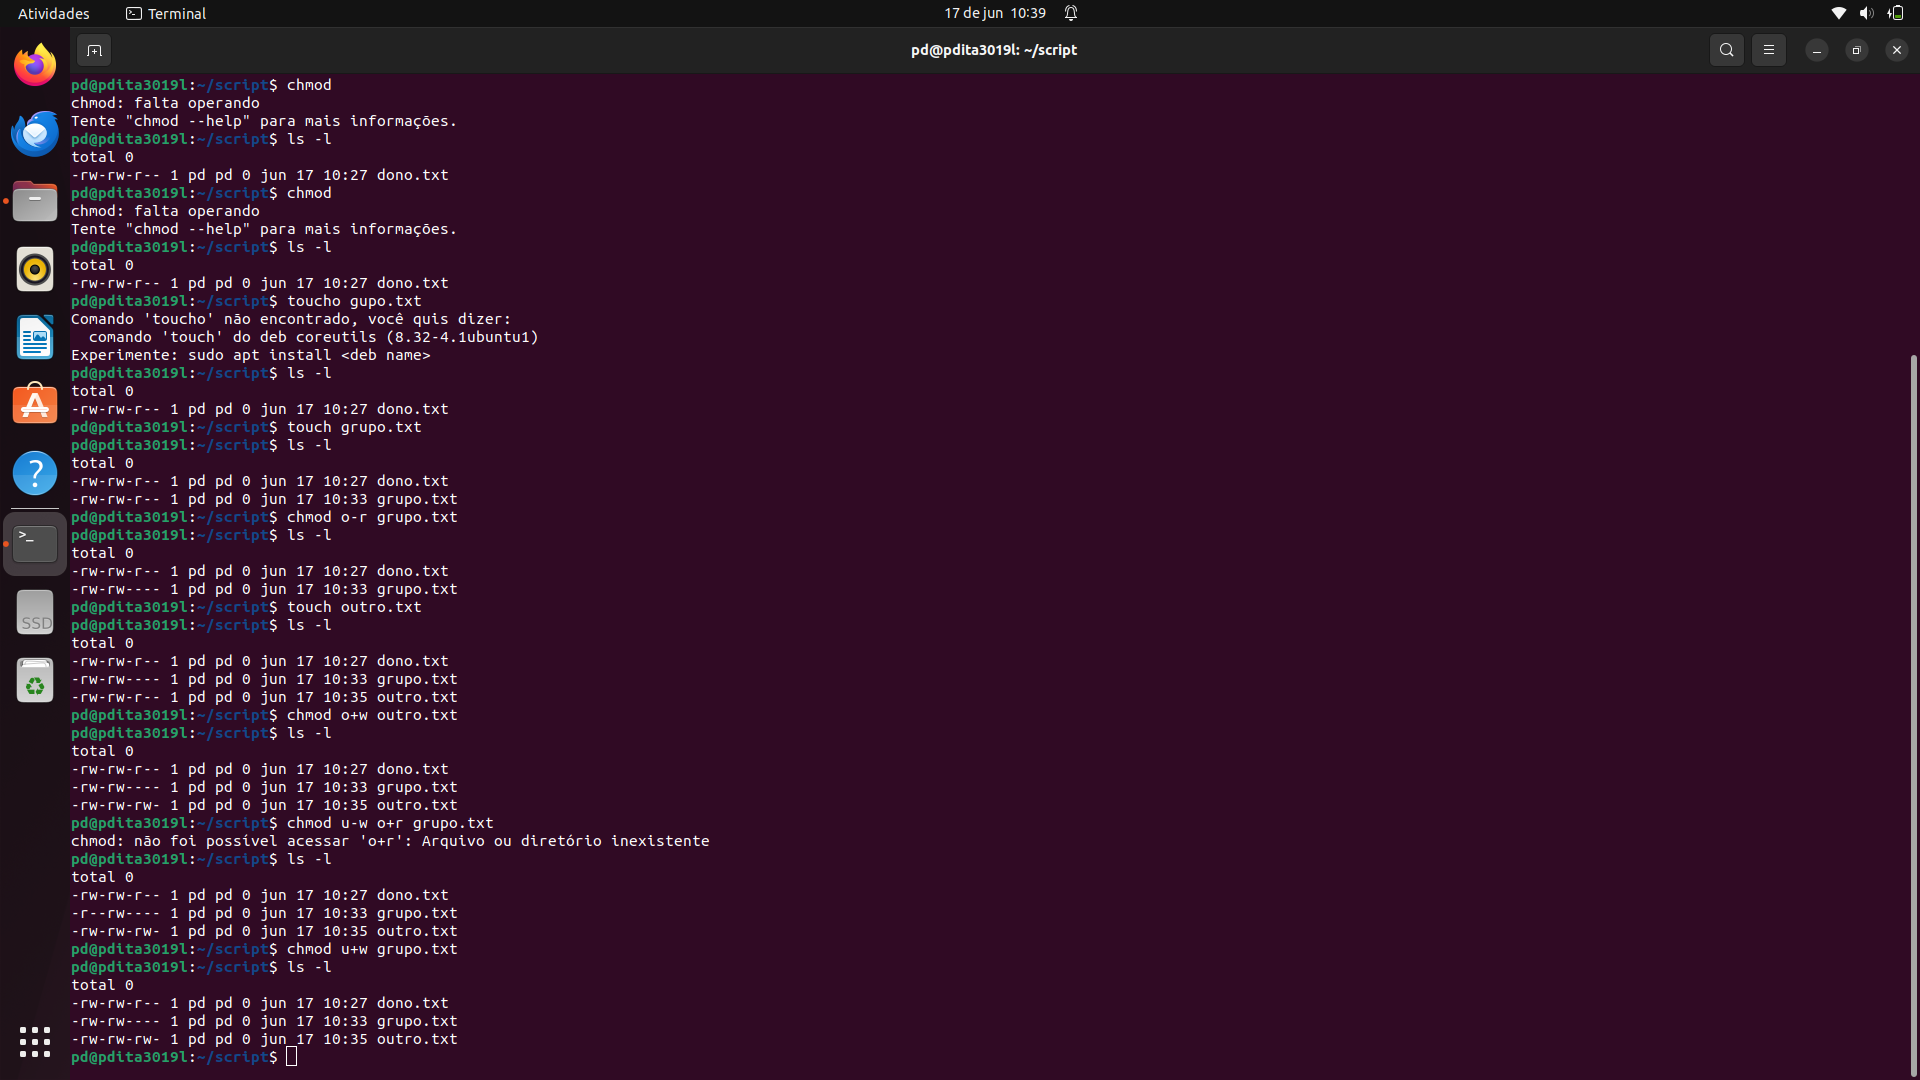 Atividades
Terminal
17 de jun 10:39
pd@pdita3019l: ~/script
pd@pdita3019l:~/script$ chmod
chmod: falta operando
Tente "chmod --help" para mais informações.
pd@pdita3019l:~/script$ ls -l
total 0
-rw-rw-r-- 1 pd pd 0 jun 17 10:27 dono.txt
pd@pdita3019l:~/script$ chmod
chmod: falta operando
Tente "chmod --help" para mais informações.
pd@pdita3019l:~/script$ ls -l
total 0
-rw-rw-r-- 1 pd pd 0 jun 17 10:27 dono.txt
pd@pdita3019l:~/script$ toucho gupo.txt
Comando 'toucho' não encontrado, você quis dizer:
  comando 'touch' do deb coreutils (8.32-4.1ubuntu1)
Experimente: sudo apt install <deb name>
pd@pdita3019l:~/script$ ls -l
total 0
-rw-rw-r-- 1 pd pd 0 jun 17 10:27 dono.txt
pd@pdita3019l:~/script$ touch grupo.txt
pd@pdita3019l:~/script$ ls -l
total 0
-rw-rw-r-- 1 pd pd 0 jun 17 10:27 dono.txt
-rw-rw-r-- 1 pd pd 0 jun 17 10:33 grupo.txt
pd@pdita3019l:~/script$ chmod o-r grupo.txt
pd@pdita3019l:~/script$ ls -l
total 0
-rw-rw-r-- 1 pd pd 0 jun 17 10:27 dono.txt
-rw-rw---- 1 pd pd 0 jun 17 10:33 grupo.txt
pd@pdita3019l:~/script$ touch outro.txt
pd@pdita3019l:~/script$ ls -l
total 0
-rw-rw-r-- 1 pd pd 0 jun 17 10:27 dono.txt
-rw-rw---- 1 pd pd 0 jun 17 10:33 grupo.txt
-rw-rw-r-- 1 pd pd 0 jun 17 10:35 outro.txt
pd@pdita3019l:~/script$ chmod o+w outro.txt
pd@pdita3019l:~/script$ ls -l
total 0
-rw-rw-r-- 1 pd pd 0 jun 17 10:27 dono.txt
-rw-rw---- 1 pd pd 0 jun 17 10:33 grupo.txt
-rw-rw-rw- 1 pd pd 0 jun 17 10:35 outro.txt
pd@pdita3019l:~/script$ chmod u-w o+r grupo.txt
chmod: não foi possível acessar 'o+r': Arquivo ou diretório inexistente
pd@pdita3019l:~/script$ ls -l
total 0
-rw-rw-r-- 1 pd pd 0 jun 17 10:27 dono.txt
-r--rw---- 1 pd pd 0 jun 17 10:33 grupo.txt
-rw-rw-rw- 1 pd pd 0 jun 17 10:35 outro.txt
pd@pdita3019l:~/script$ chmod u+w grupo.txt
pd@pdita3019l:~/script$ ls -l
total 0
-rw-rw-r-- 1 pd pd 0 jun 17 10:27 dono.txt
-rw-rw---- 1 pd pd 0 jun 17 10:33 grupo.txt
-rw-rw-rw- 1 pd pd 0 jun 17 10:35 outro.txt
pd@pdita3019l:~/script$
SSD